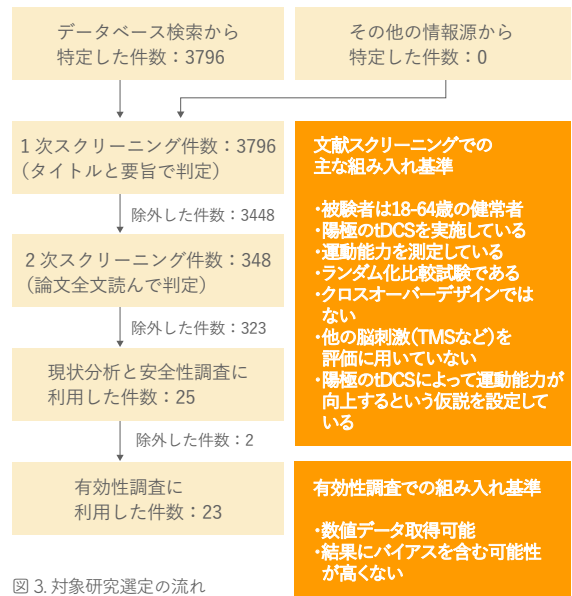 データベース検索から
特定した件数：3796
その他の情報源から
特定した件数：0
1 次スクリーニング件数：3796
（タイトルと要旨で判定）
除外した件数：3448
2 次スクリーニング件数：348
（論文全文読んで判定）
除外した件数：323
現状分析と安全性調査に
利用した件数：25
除外した件数：2
有効性調査に
利用した件数：23
文献スクリーニングでの
主な組み入れ基準
・被験者は18-64歳の健常者
・陽極のtDCSを実施している
・運動能力を測定している
・ランダム化比較試験である
・クロスオーバーデザインでは
ない
・他の脳刺激（TMSなど）を
評価に用いていない
・陽極のtDCSによって運動能力が
向上するという仮説を設定して
いる
有効性調査での組み入れ基準
・数値データ取得可能
・結果にバイアスを含む可能性
が高くない
図 3. 対象研究選定の流れ